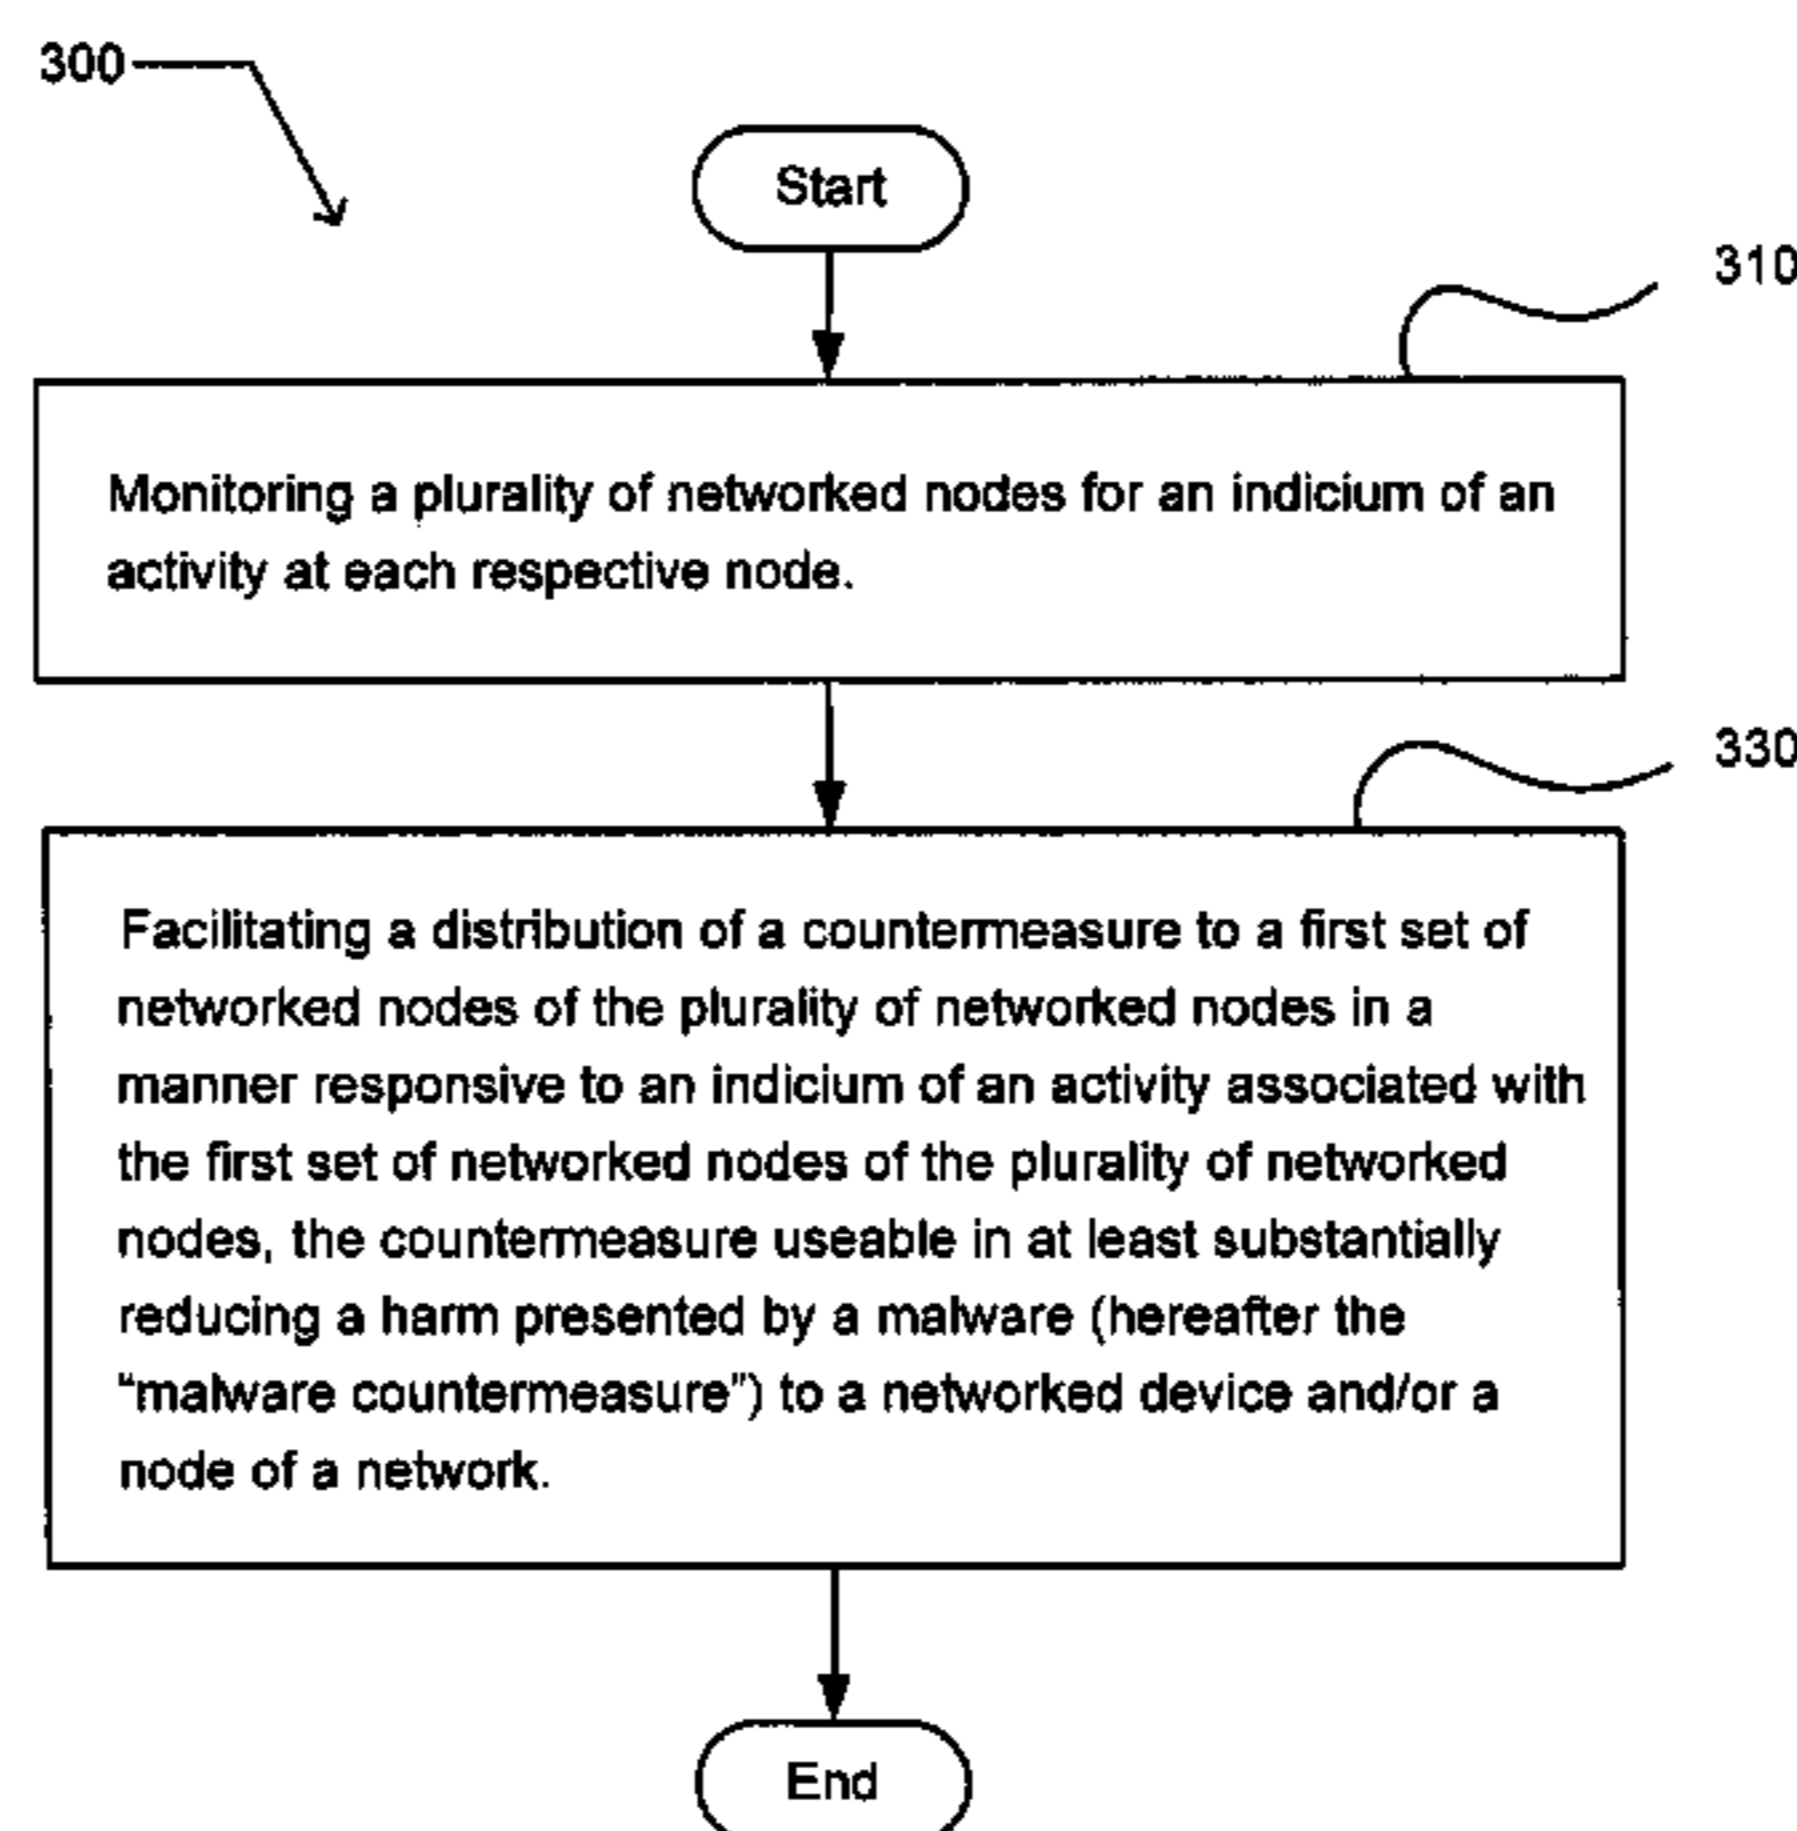 300
Start
310
Monitoring a plurality of networked nodes for an indicium of an
activity at each respective node.
330
Facilitating a distribution of a countermeasure to a first set of
networked nodes of the plurality of networked nodes in a
manner responsive to an indicium of an activity associated with
the first set of networked nodes of the plurality of networked
nodes, the countermeasure useable in at least substantially
reducing a harm presented by a malware (hereafter the
“malware countermeasure”) to a networked device and/or a
node of a network.
End